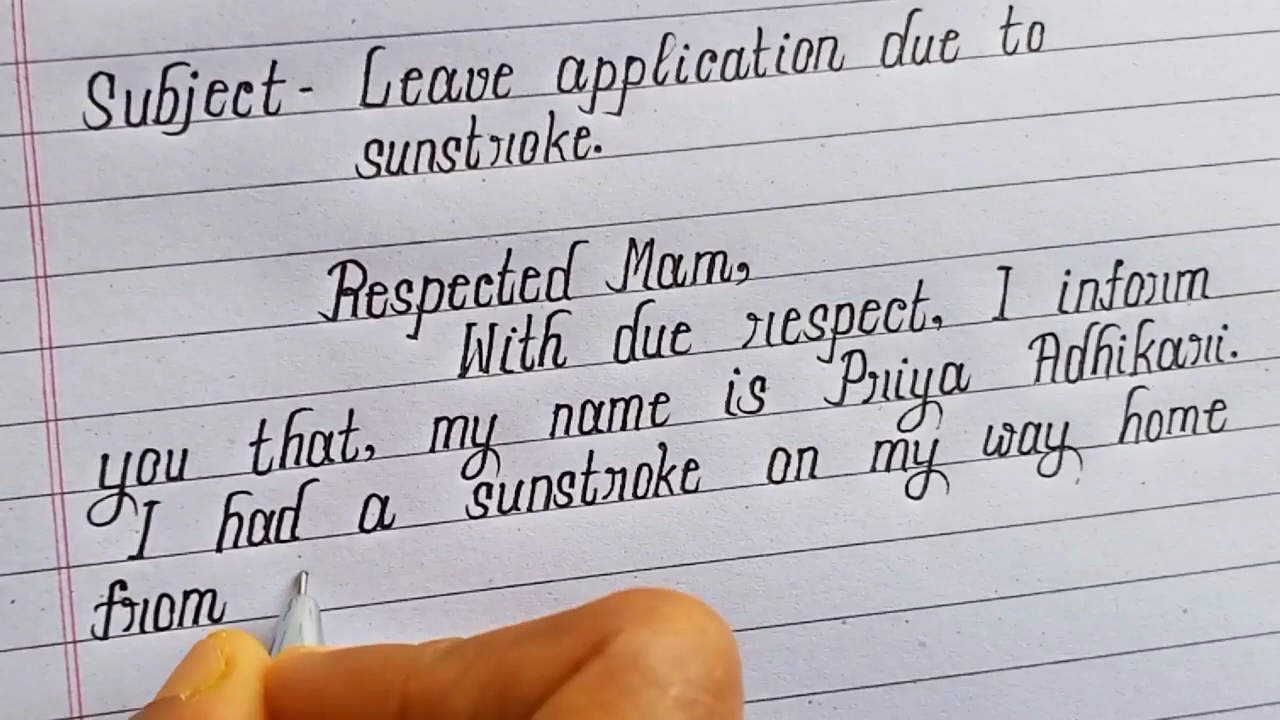 Subject- Leave application due to
sunstroke.
Respected Mam,
With due respect, I inform
you that, my name is Priya Adhikari.
I had a sunstroke on my way home
from